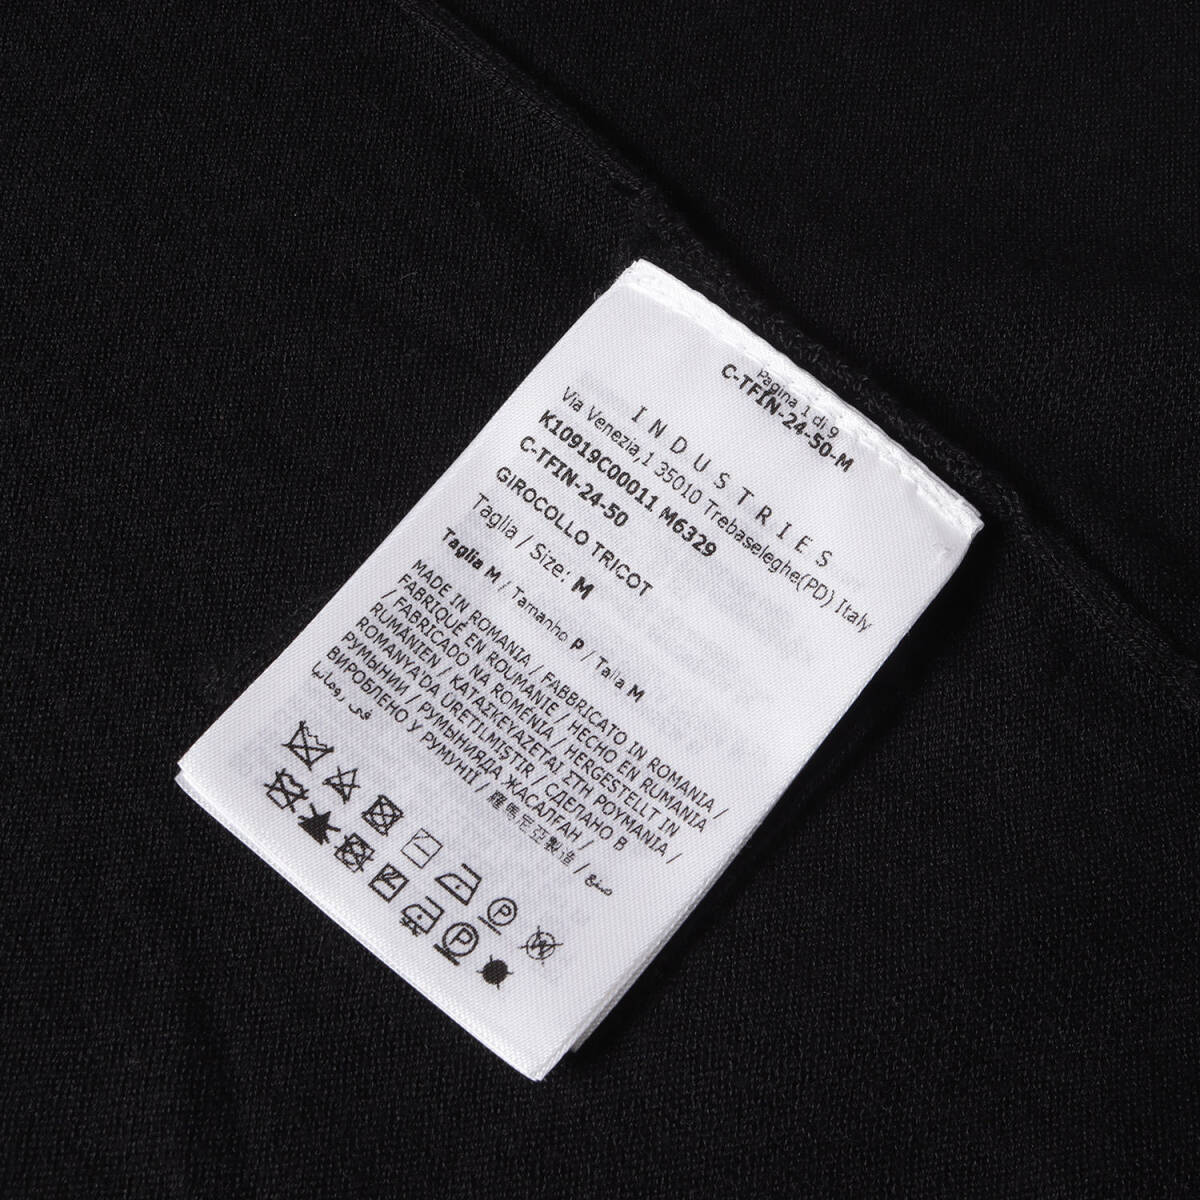 Pagina 1 di 9
C-TFIN-24-50-M
INDUSTRIES
Via Venezia,1 35010 Trebaseleghe(PD) Italy
K10919C00011 M6329
C-TFIN-24-50
GIROCOLLO TRICOT
Taglia / Size: M
Taglia M / Tamanho P / Talla M
MADE IN ROMANIA / FABBRICATO IN ROMANIA /
FABRIQUÉ EN ROUMANIE / HECHO EN RUMANIA
/ FABRICADO NA ROMÉNIA / HERGESTELLT IN
RUMÄNIEN / ΚΑΤΑΣΚΕΥΑΖΕΤΑΙ ΣΤΗ ΡΟΥΜΑΝΙΑ /
ROMANYA'DA ÜRETİLMİŞTİR / СДЕЛАНО В
РУМЫНИИ / РУМЫНИЯДА ЖАСАЛҒАН /
ВИРОБЛЕНО У РУМУНІЇ / 羅馬尼亞製造 / صنع
في رومانيا
P
W
P